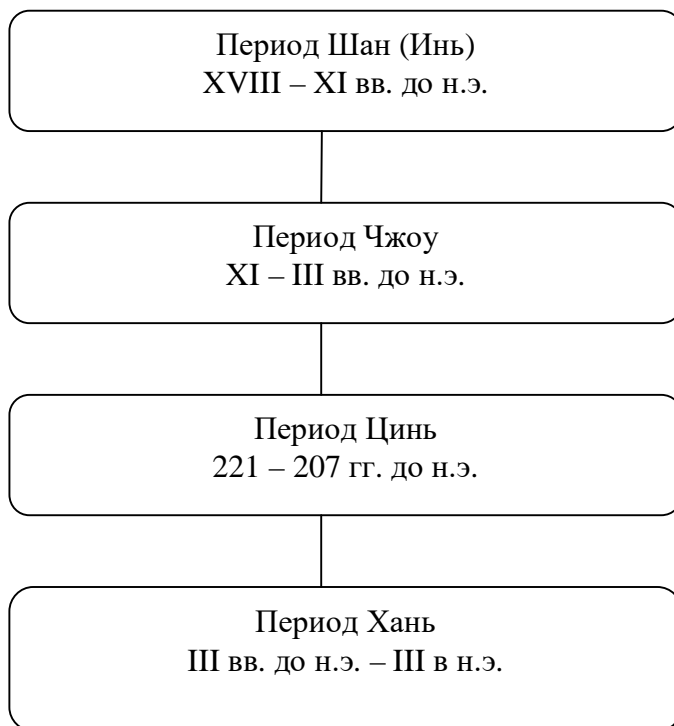 Период Шан (Инь)
XVIII – XI вв. до н.э.
Период Чжоу
XI – III вв. до н.э.
Период Цинь
221 – 207 гг. до н.э.
Период Хань
III вв. до н.э. – III в н.э.